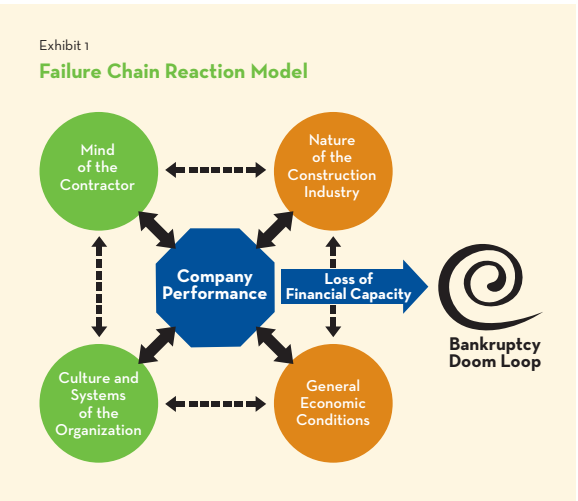 Exhibit 1
Failure Chain Reaction Model
Mind
of the
Contractor
Nature
of the
Construction
Industry
Company
Performance
Loss of
Financial Capacity
Bankruptcy
Doom Loop
Culture and
Systems
of the
Organization
General
Economic
Conditions